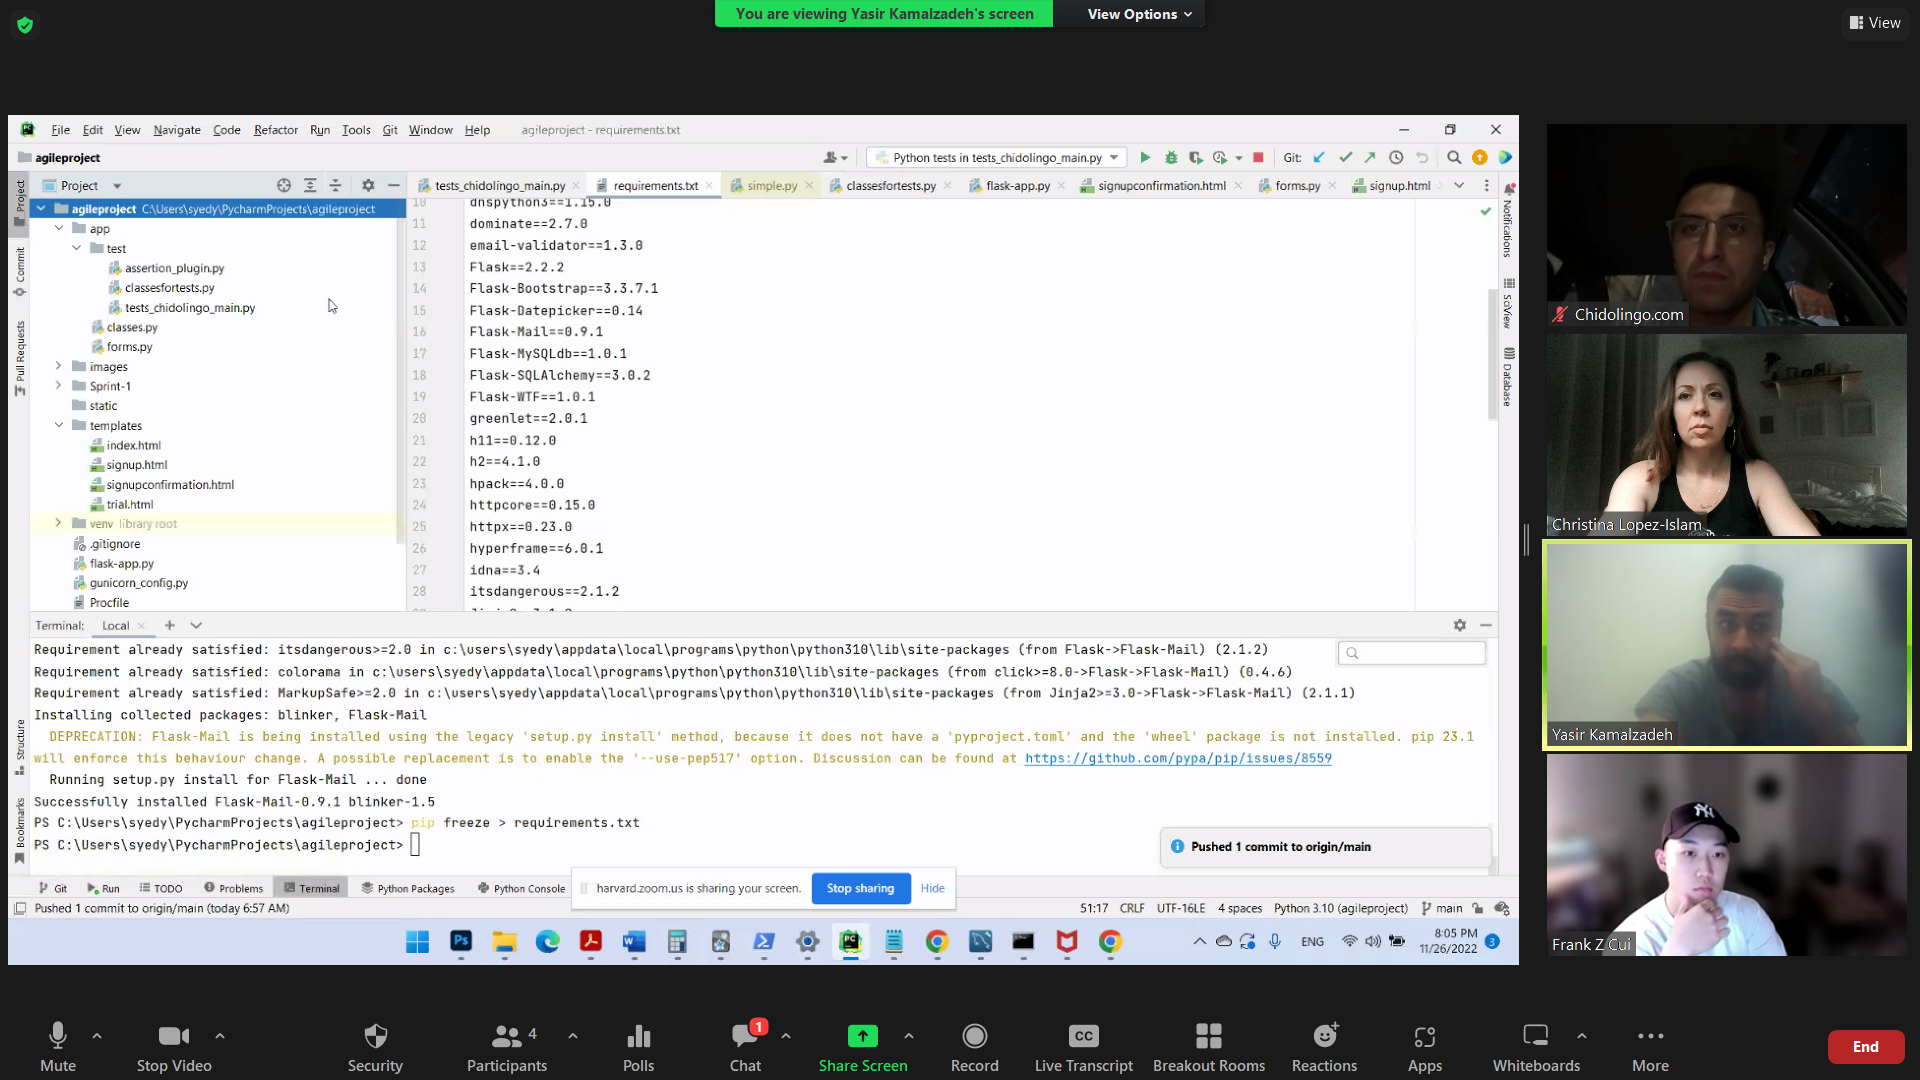 You are viewing Yasir Kamalzadeh's screen
View Options
View
File Edit View Navigate Code Refactor Run Tools Git Window Help
agileproject - requirements.txt
agileproject
Python tests in tests_chidolingo_main.py
Git:
Project
tests_chidolingo_main.py
requirements.txt
simple.py
classesfortests.py
flask-app.py
signupconfirmation.html
forms.py
signup.html
Project
Commit
Pull Requests
Structure
Bookmarks
Notifications
SciView
Database
agileproject C:\Users\syedy\PycharmProjects\agileproject
app
test
assertion_plugin.py
classesfortests.py
tests_chidolingo_main.py
classes.py
forms.py
images
Sprint-1
static
templates
index.html
signup.html
signupconfirmation.html
trial.html
venv library root
.gitignore
flask-app.py
gunicorn_config.py
Procfile
10 dnspython3==1.15.0
11 dominate==2.7.0
12 email-validator==1.3.0
13 Flask==2.2.2
14 Flask-Bootstrap==3.3.7.1
15 Flask-Datepicker==0.14
16 Flask-Mail==0.9.1
17 Flask-MySQLdb==1.0.1
18 Flask-SQLAlchemy==3.0.2
19 Flask-WTF==1.0.1
20 greenlet==2.0.1
21 h11==0.12.0
22 h2==4.1.0
23 hpack==4.0.0
24 httpcore==0.15.0
25 httpx==0.23.0
26 hyperframe==6.0.1
27 idna==3.4
28 itsdangerous==2.1.2
Terminal: Local
Requirement already satisfied: itsdangerous>=2.0 in c:\users\syedy\appdata\local\programs\python\python310\lib\site-packages (from Flask->Flask-Mail) (2.1.2)
Requirement already satisfied: colorama in c:\users\syedy\appdata\local\programs\python\python310\lib\site-packages (from click>=8.0->Flask->Flask-Mail) (0.4.6)
Requirement already satisfied: MarkupSafe>=2.0 in c:\users\syedy\appdata\local\programs\python\python310\lib\site-packages (from Jinja2>=3.0->Flask->Flask-Mail) (2.1.1)
Installing collected packages: blinker, Flask-Mail
DEPRECATION: Flask-Mail is being installed using the legacy 'setup.py install' method, because it does not have a 'pyproject.toml' and the 'wheel' package is not installed. pip 23.1
will enforce this behaviour change. A possible replacement is to enable the '--use-pep517' option. Discussion can be found at https://github.com/pypa/pip/issues/8559
Running setup.py install for Flask-Mail ... done
Successfully installed Flask-Mail-0.9.1 blinker-1.5
PS C:\Users\syedy\PycharmProjects\agileproject> pip freeze > requirements.txt
PS C:\Users\syedy\PycharmProjects\agileproject>
Pushed 1 commit to origin/main
Git Run TODO Problems Terminal Python Packages Python Console
harvard.zoom.us is sharing your screen. Stop sharing Hide
Pushed 1 commit to origin/main (today 6:57 AM)
51:17 CRLF UTF-16LE 4 spaces Python 3.10 (agileproject) main
ENG
8:05 PM
11/26/2022
3
Chidolingo.com
Christina Lopez-Islam
Yasir Kamalzadeh
Frank Z Cui
Mute
Stop Video
Security
4
Participants
Polls
1
Chat
Share Screen
Record
CC
Live Transcript
Breakout Rooms
Reactions
Apps
Whiteboards
More
End